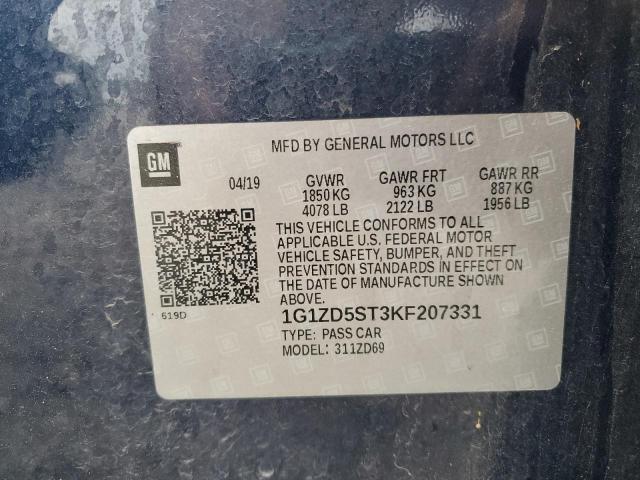 MFD BY GENERAL MOTORS LLC
GM
04/19 GVWR GAWR FRT GAWR RR
1850 KG 963 KG 887 KG
4078 LB 2122 LB 1956 LB
THIS VEHICLE CONFORMS TO ALL
APPLICABLE U.S. FEDERAL MOTOR
VEHICLE SAFETY, BUMPER, AND THEFT
PREVENTION STANDARDS IN EFFECT ON
THE DATE OF MANUFACTURE SHOWN
ABOVE.
619D
1G1ZD5ST3KF207331
TYPE: PASS CAR
MODEL: 311ZD69